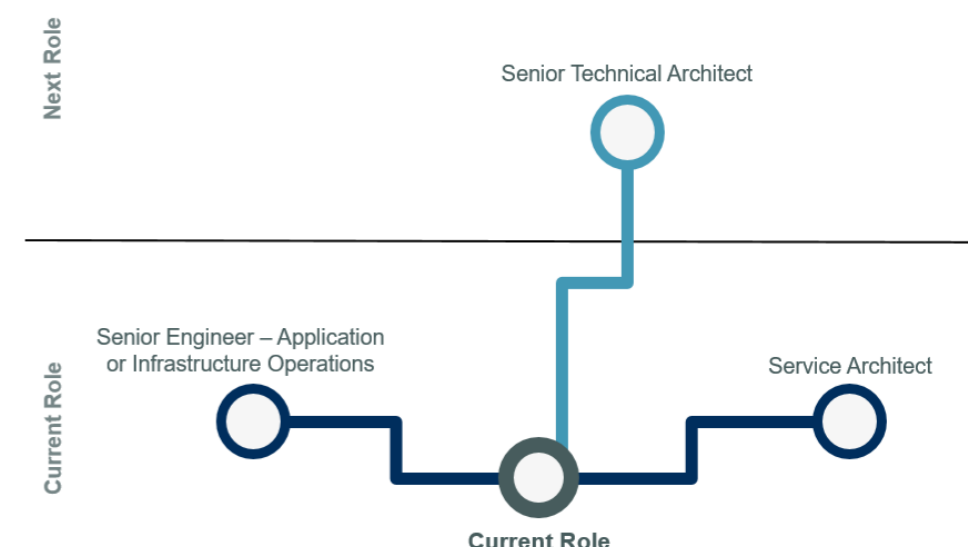 Next Role
Senior Technical Architect
Senior Engineer – Application
or Infrastructure Operations
Service Architect
Current Role
Current Role